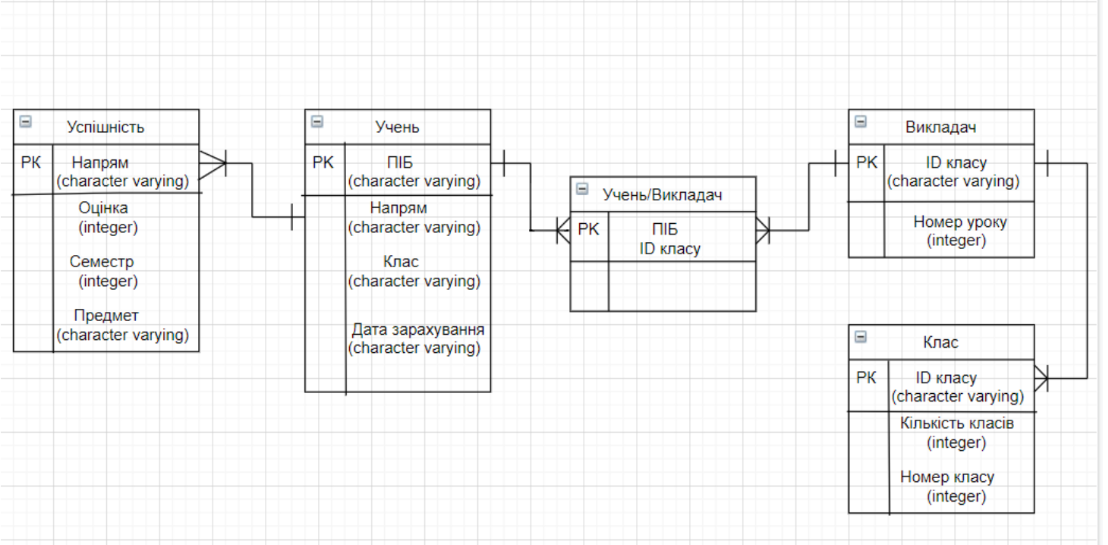 Успішність
PK
Напрям
(character varying)
Оцінка
(integer)
Семестр
(integer)
Предмет
(character varying)
Учень
PK
ПІБ
(character varying)
Напрям
(character varying)
Клас
(character varying)
Дата зарахування
(character varying)
Учень/Викладач
PK
ПІБ
ID класу
Викладач
PK
ID класу
(character varying)
Номер уроку
(integer)
Клас
PK
ID класу
(character varying)
Кількість класів
(integer)
Номер класу
(integer)